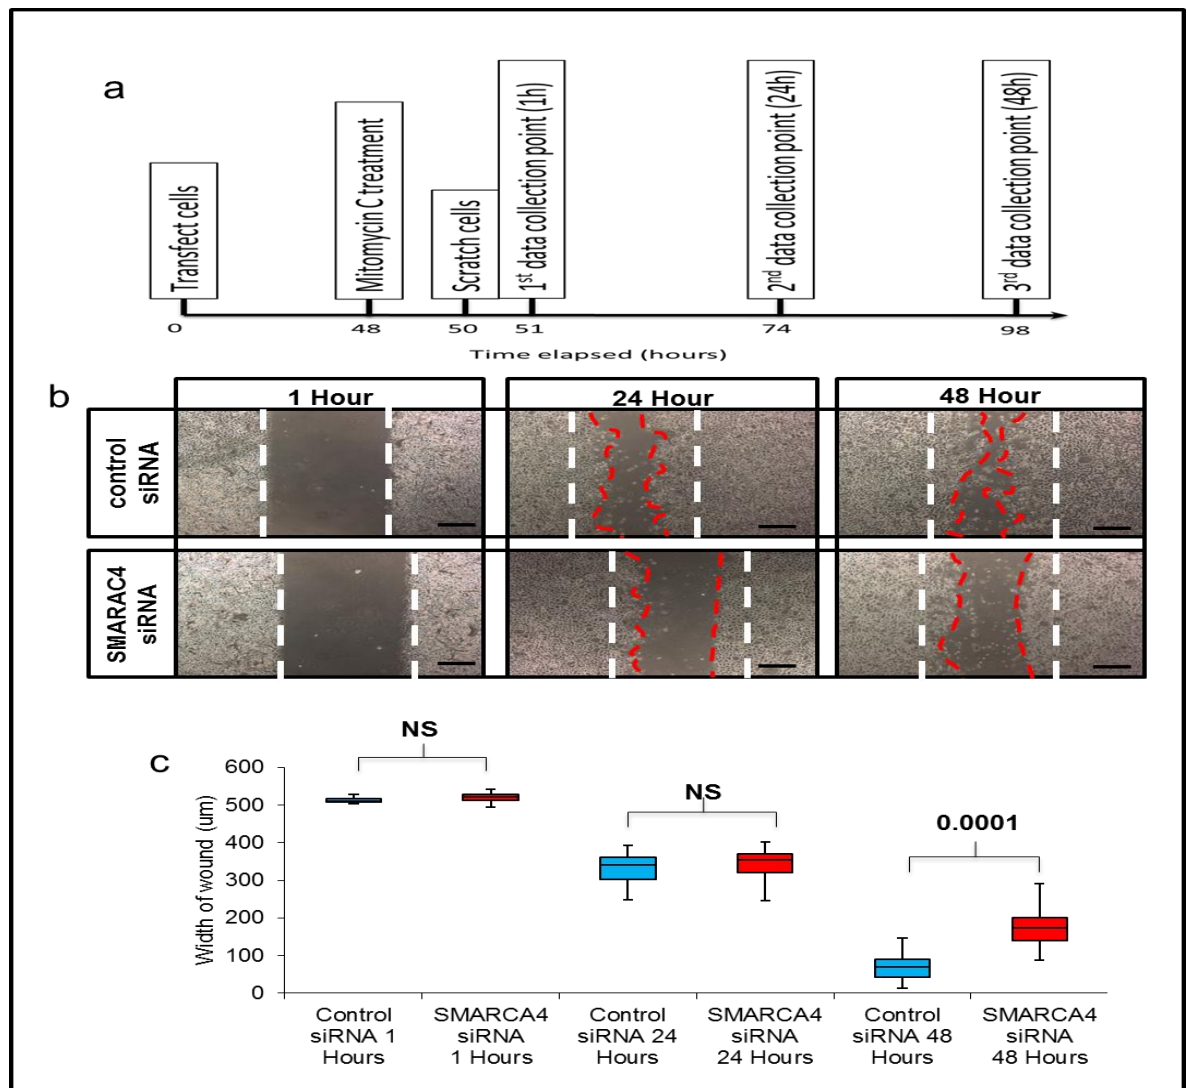 a
Transfect cells
Mitomycin C treatment
Scratch cells
1st data collection point (1h)
2nd data collection point (24h)
3rd data collection point (48h)
0 48 50 51 74 98
Time elapsed (hours)
b
1 Hour 24 Hour 48 Hour
control
siRNA
SMARAC4
siRNA
c
NS
NS
0.0001
Width of wound (um)
600
500
400
300
200
100
0
Control
siRNA 1
Hours
SMARCA4
siRNA
1 Hours
Control
siRNA 24
Hours
SMARCA4
siRNA
24 Hours
Control
siRNA 48
Hours
SMARCA4
siRNA
48 Hours